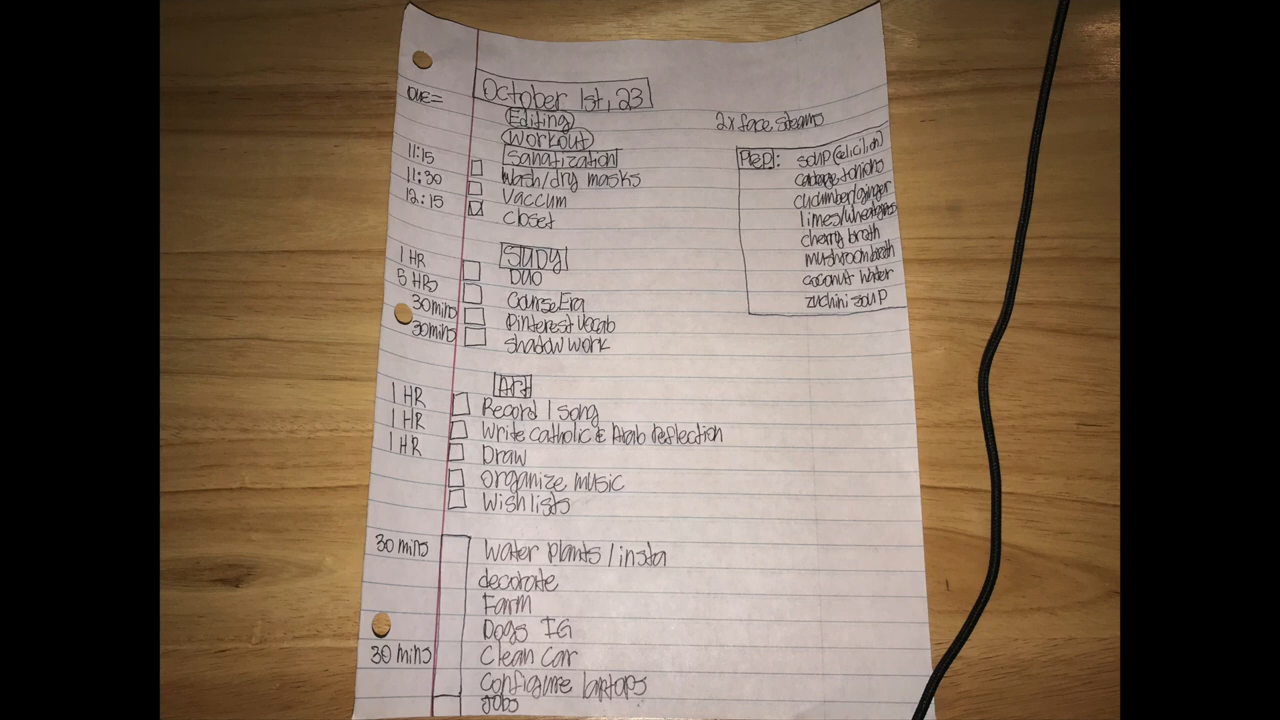 October 1st, 23
DUE=
Editing
2x face steams
Workout
Sanatization
11:15 Wash/dry masks
11:30 Vaccum
12:15 Closet
Prep: soup (cilicilion)
cabbage + onions
cucumber/ginger
limes/wheatgrass
cherry broth
mushroom broth
coconut water
zuchini soup
STUDY
1 HR DUO
5 HRS CourseEra
30mins Pinterest Vocab
30mins shadow work
Art
1 HR Record 1 song
1 HR Write Catholic & Arab reflection
1 HR Draw
organize music
Wish lists
30 mins Water plants / insta
decorate
Farm
Dogs IG
30 mins Clean Car
Configure laptops
Jobs